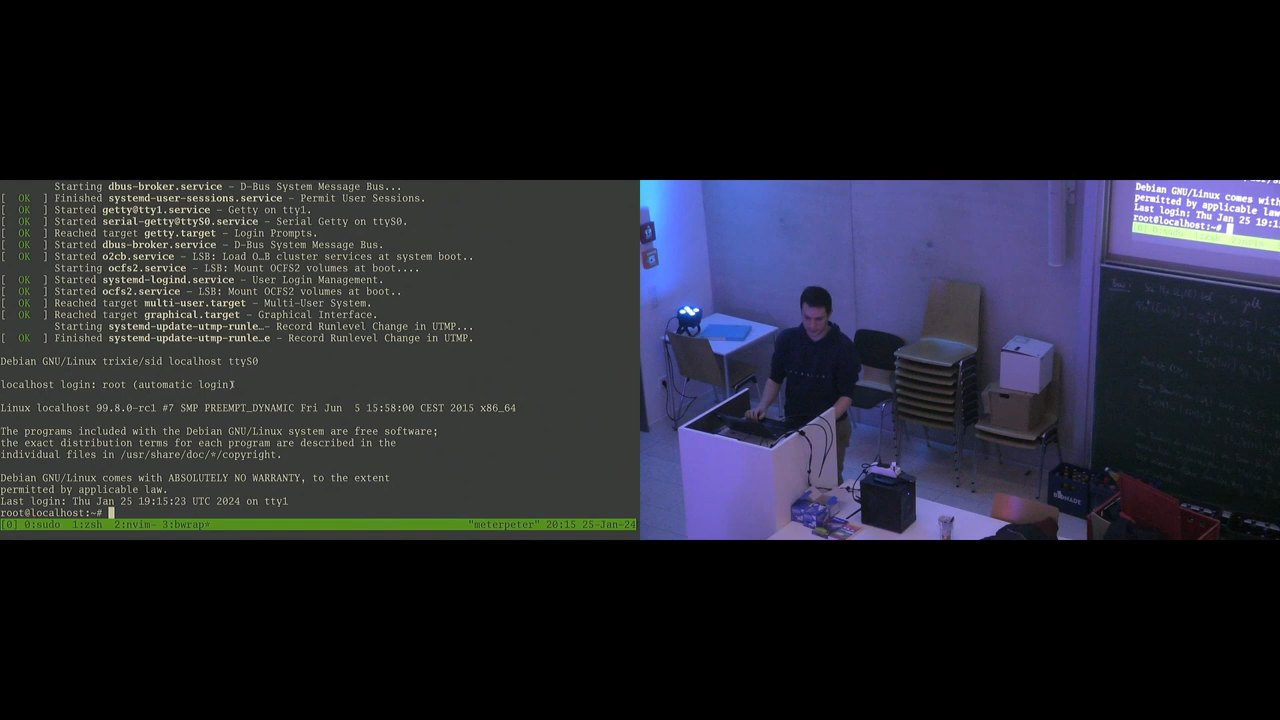 Starting dbus-broker.service - D-Bus System Message Bus...
[  OK  ] Finished systemd-user-sessions.service - Permit User Sessions.
[  OK  ] Started getty@tty1.service - Getty on tty1.
[  OK  ] Started serial-getty@ttyS0.service - Serial Getty on ttyS0.
[  OK  ] Reached target getty.target - Login Prompts.
[  OK  ] Started dbus-broker.service - D-Bus System Message Bus.
[  OK  ] Started o2cb.service - LSB: Load O…B cluster services at system boot..
Starting ocfs2.service - LSB: Mount OCFS2 volumes at boot....
[  OK  ] Started systemd-logind.service - User Login Management.
[  OK  ] Started ocfs2.service - LSB: Mount OCFS2 volumes at boot..
[  OK  ] Reached target multi-user.target - Multi-User System.
[  OK  ] Reached target graphical.target - Graphical Interface.
Starting systemd-update-utmp-runle…- Record Runlevel Change in UTMP...
[  OK  ] Finished systemd-update-utmp-runle…e - Record Runlevel Change in UTMP.
Debian GNU/Linux trixie/sid localhost ttyS0
localhost login: root (automatic login)
Linux localhost 99.8.0-rc1 #7 SMP PREEMPT_DYNAMIC Fri Jun  5 15:58:00 CEST 2015 x86_64
The programs included with the Debian GNU/Linux system are free software;
the exact distribution terms for each program are described in the
individual files in /usr/share/doc/*/copyright.
Debian GNU/Linux comes with ABSOLUTELY NO WARRANTY, to the extent
permitted by applicable law.
Last login: Thu Jan 25 19:15:23 UTC 2024 on tty1
root@localhost:~#
[0] 0:sudo  1:zsh  2:nvim- 3:bwrap* "meterpeter" 20:15 25-Jan-24
Debian GNU/Linux comes with
permitted by applicable law
Last login: Thu Jan 25 19:1
root@localhost:~#
[0] 0:sudo 1:zsh
BIOMADE